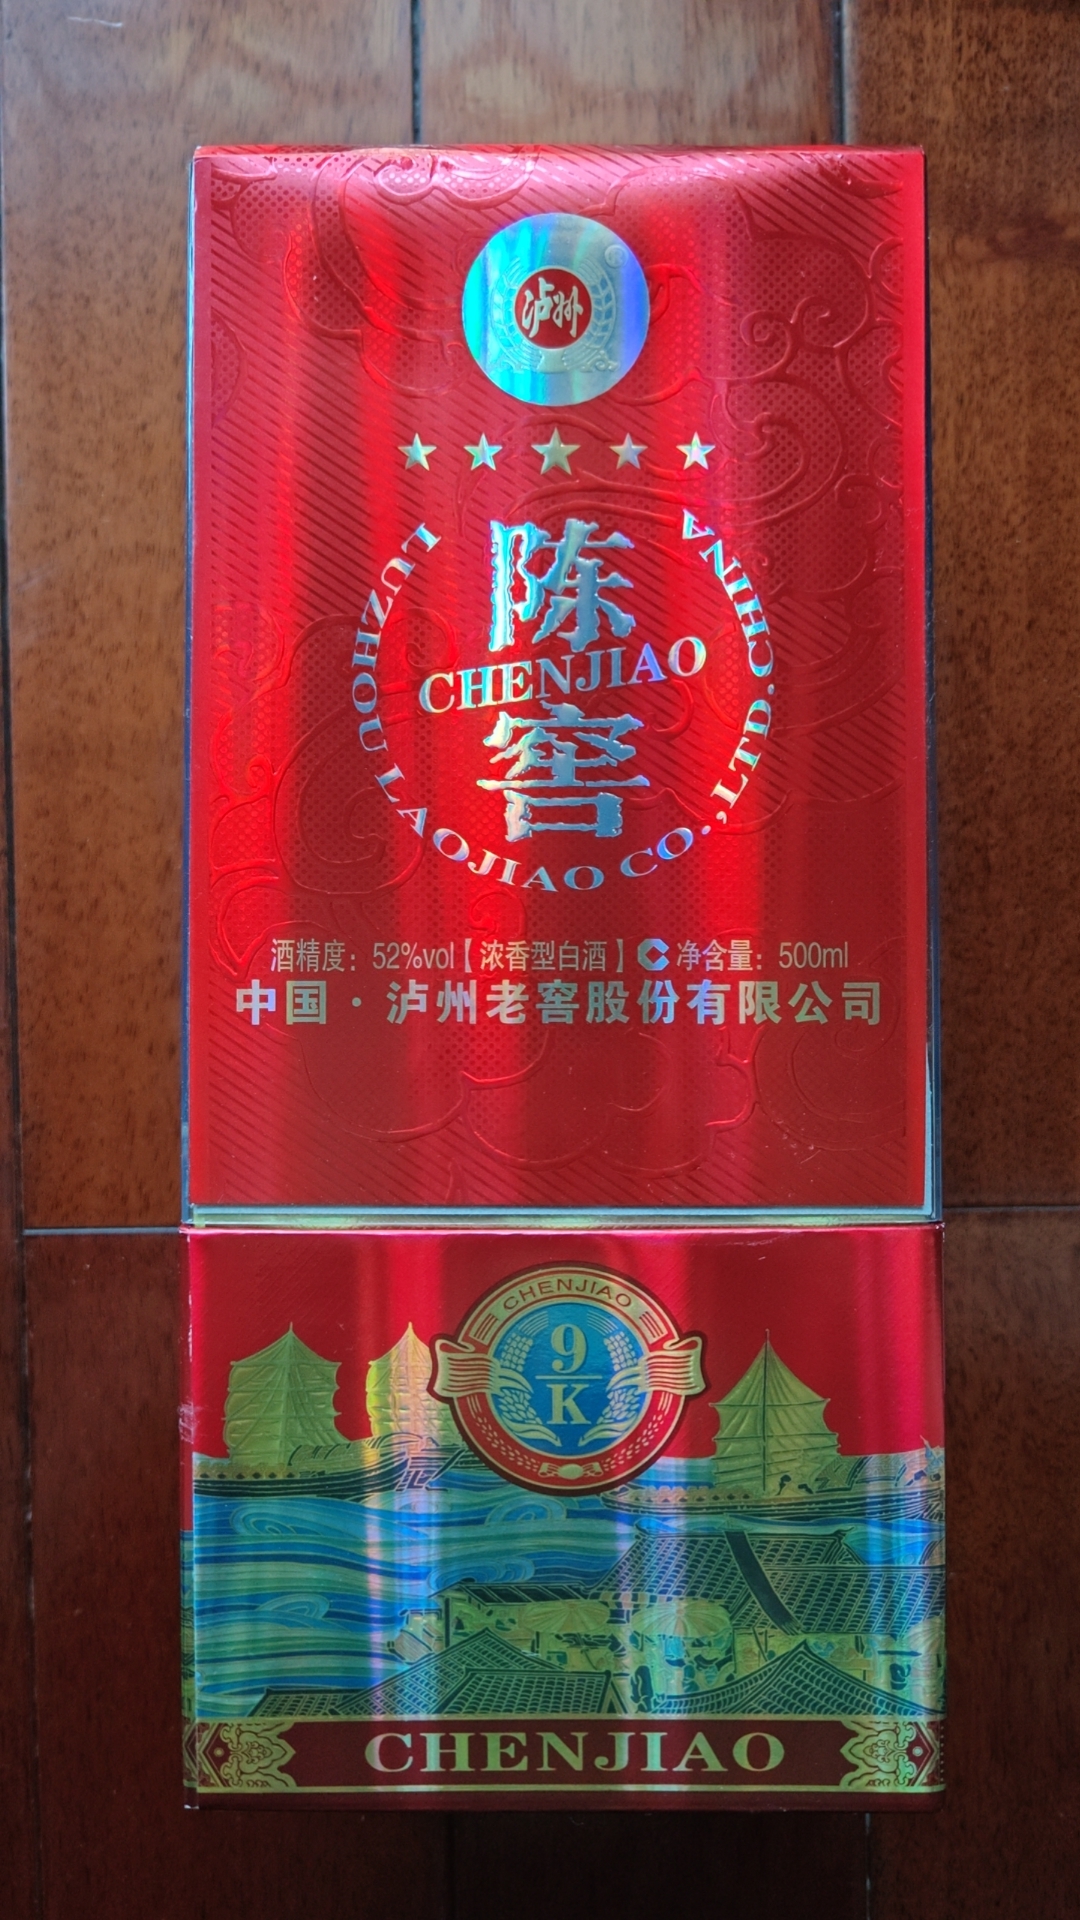 泸州
陈
CHENJIAO
窖
LUZHOU LAOJIAO CO.,LTD.CHINA
酒精度：52%vol【浓香型白酒】 净含量：500ml
中国·泸州老窖股份有限公司
CHENJIAO
9
K
CHENJIAO